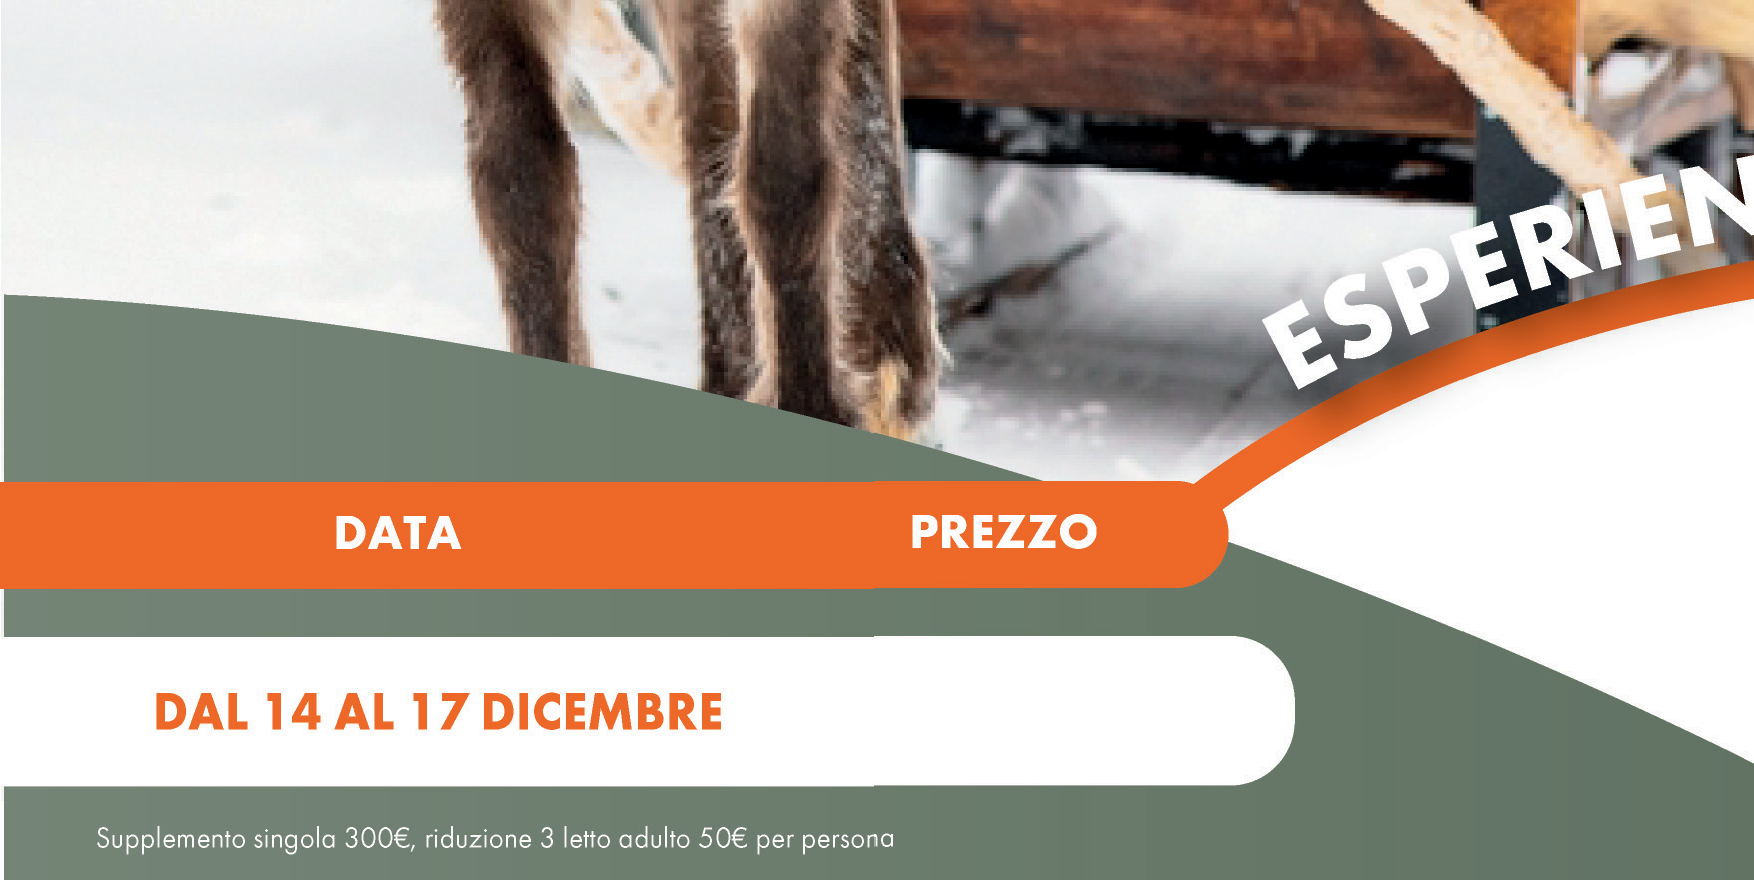 ESPERIEN
DATA PREZZO
DAL 14 AL 17 DICEMBRE
Supplemento singola 300€, riduzione 3 letto adulto 50€ per persona